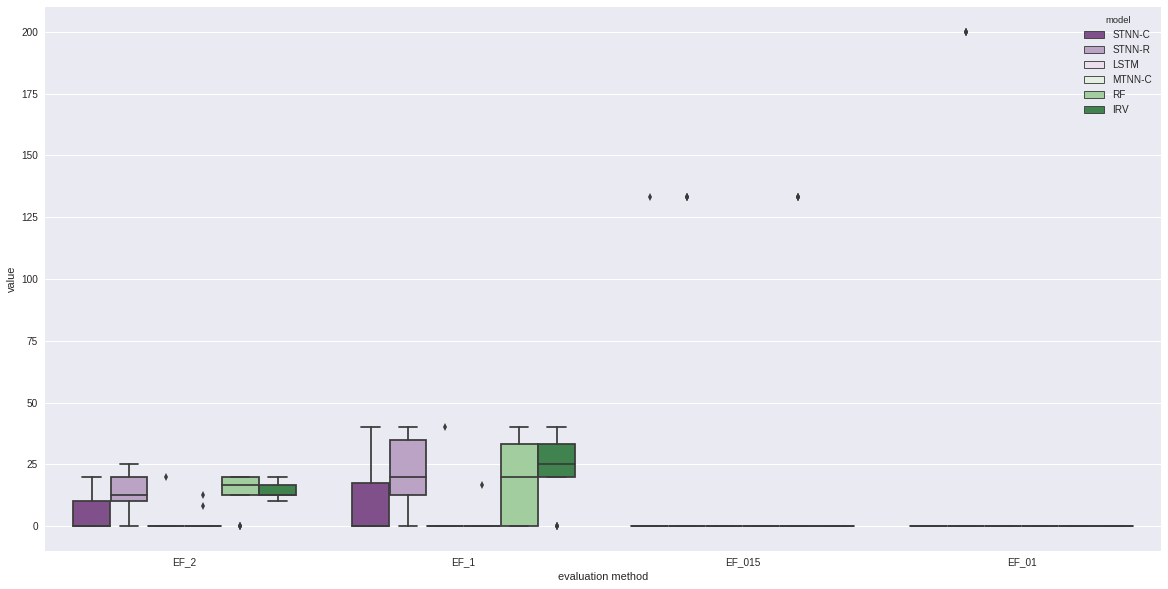 200
175
150
125
100
75
50
25
0
value
EF_2
EF_1
EF_015
EF_01
evaluation method
model
STNN-C
STNN-R
LSTM
MTNN-C
RF
IRV